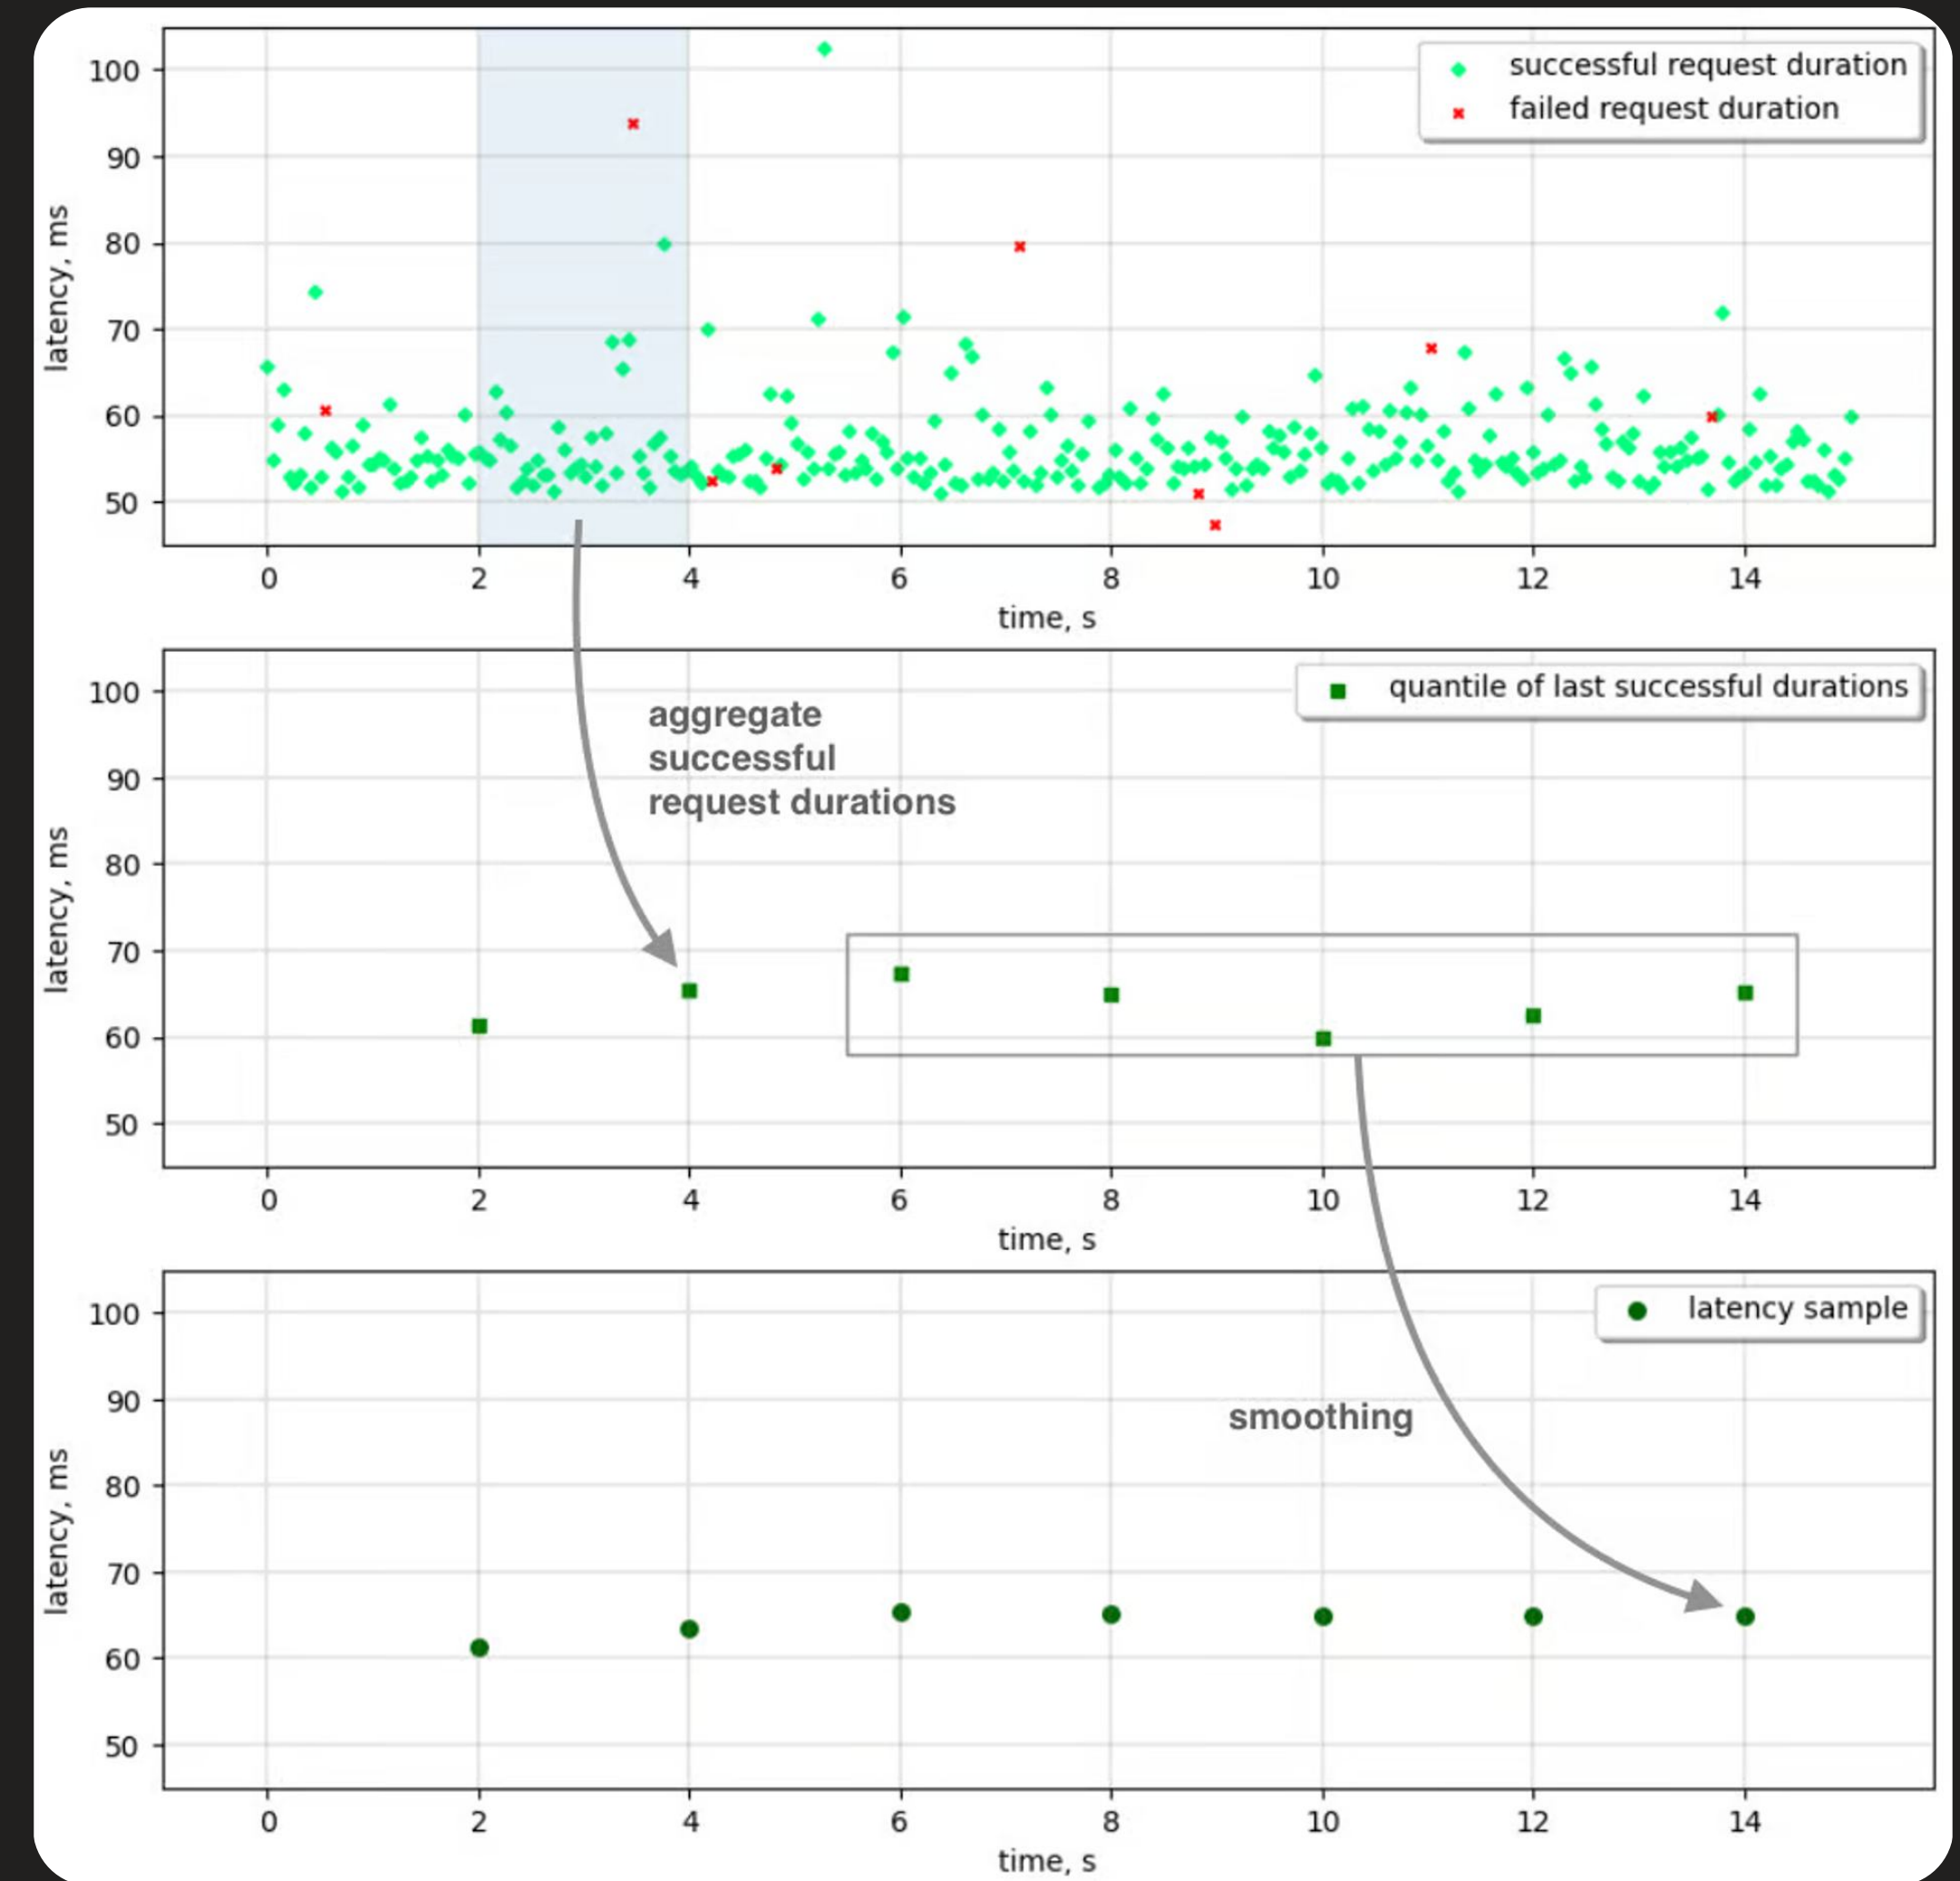 successful request duration
failed request duration
100
90
80
70
60
50
latency, ms
0 2 4 6 8 10 12 14
time, s
quantile of last successful durations
aggregate
successful
request durations
100
90
80
70
60
50
latency, ms
0 2 4 6 8 10 12 14
time, s
latency sample
smoothing
100
90
80
70
60
50
latency, ms
0 2 4 6 8 10 12 14
time, s